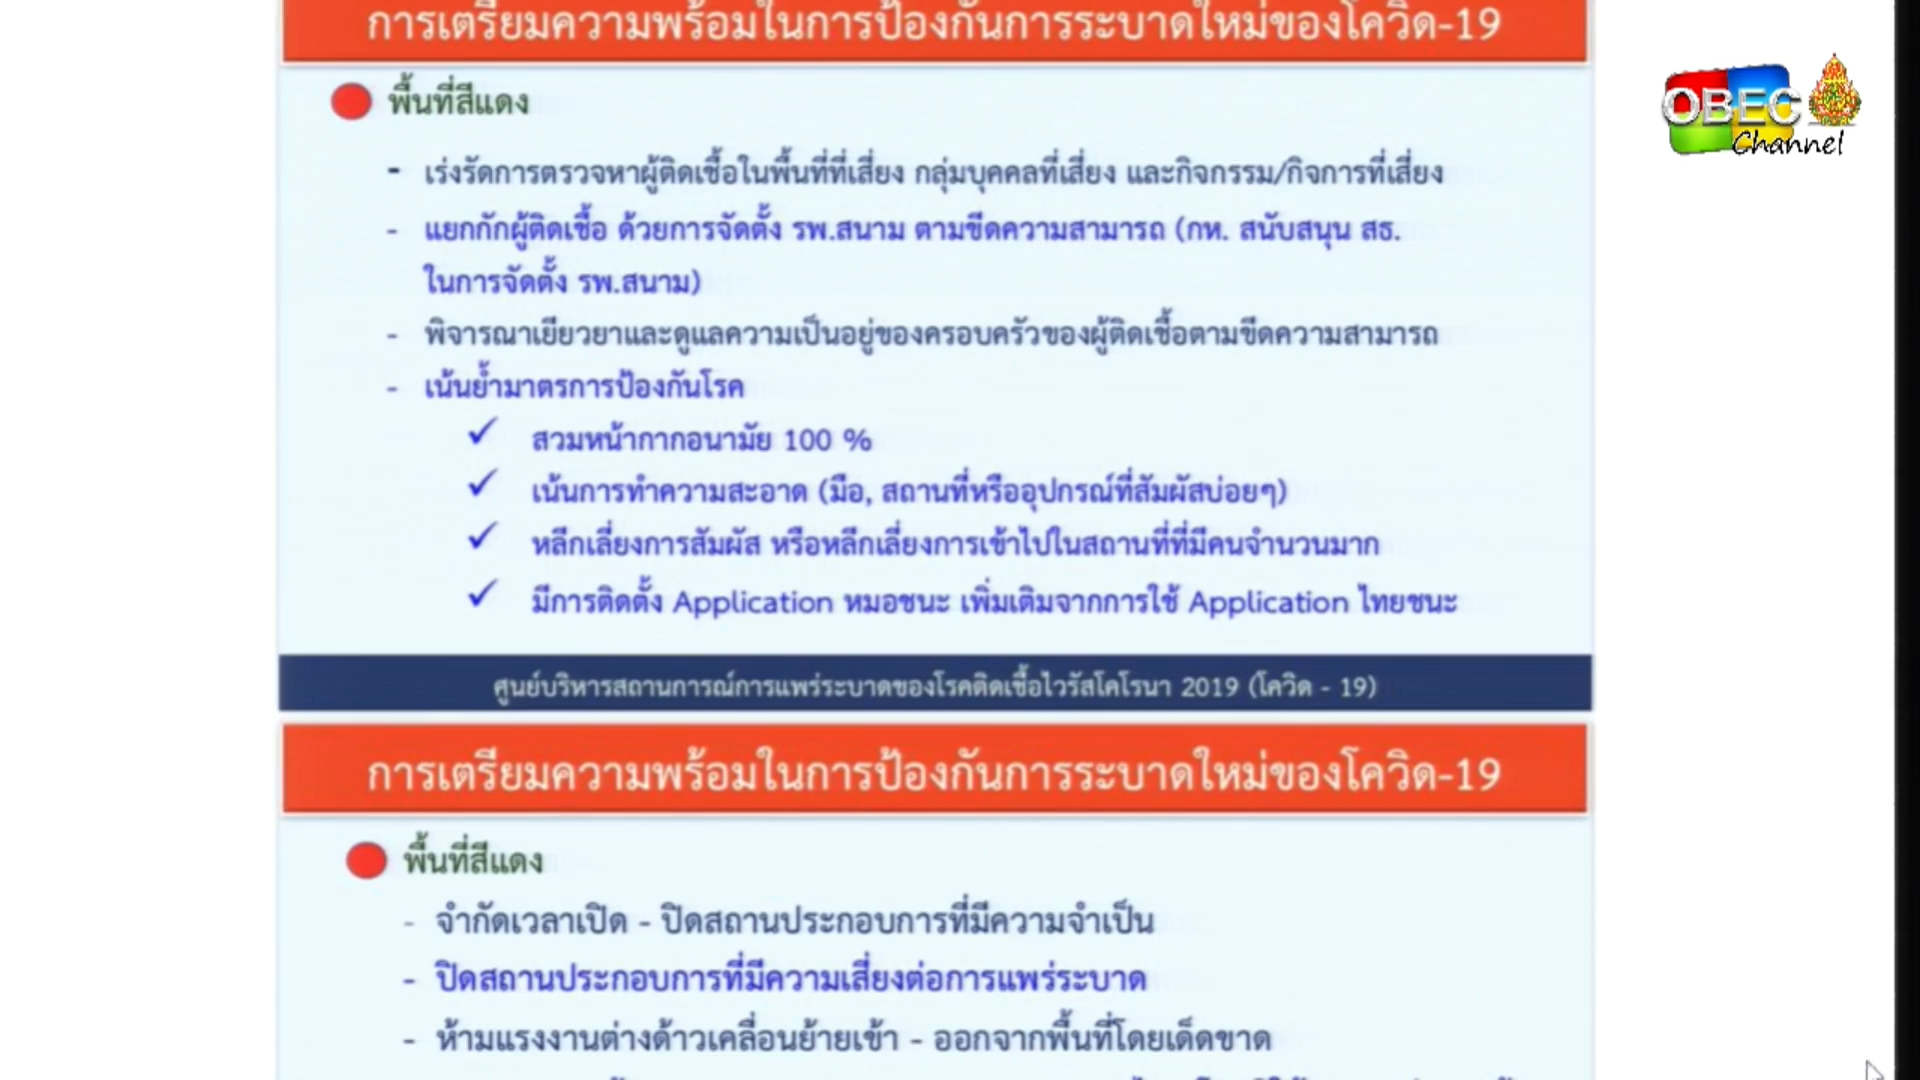 การเตรียมความพร้อมในการป้องกันการระบาดใหม่ของโควิด-19
พื้นที่สีแดง
- เร่งรัดการตรวจหาผู้ติดเชื้อในพื้นที่ที่เสี่ยง กลุ่มบุคคลที่เสี่ยง และกิจกรรม/กิจการที่เสี่ยง
- แยกกักผู้ติดเชื้อ ด้วยการจัดตั้ง รพ.สนาม ตามขีดความสามารถ (กห. สนับสนุน สธ.
ในการจัดตั้ง รพ.สนาม)
- พิจารณาเยียวยาและดูแลความเป็นอยู่ของครอบครัวของผู้ติดเชื้อตามขีดความสามารถ
- เน้นย้ำมาตรการป้องกันโรค
✓ สวมหน้ากากอนามัย 100 %
✓ เน้นการทำความสะอาด (มือ, สถานที่หรืออุปกรณ์ที่สัมผัสบ่อยๆ)
✓ หลีกเลี่ยงการสัมผัส หรือหลีกเลี่ยงการเข้าไปในสถานที่ที่มีคนจำนวนมาก
✓ มีการติดตั้ง Application หมอชนะ เพิ่มเติมจากการใช้ Application ไทยชนะ
ศูนย์บริหารสถานการณ์การแพร่ระบาดของโรคติดเชื้อไวรัสโคโรนา 2019 (โควิด - 19)
การเตรียมความพร้อมในการป้องกันการระบาดใหม่ของโควิด-19
พื้นที่สีแดง
- จำกัดเวลาเปิด - ปิดสถานประกอบการที่มีความจำเป็น
- ปิดสถานประกอบการที่มีความเสี่ยงต่อการแพร่ระบาด
- ห้ามแรงงานต่างด้าวเคลื่อนย้ายเข้า - ออกจากพื้นที่โดยเด็ดขาด
OBEC
Channel